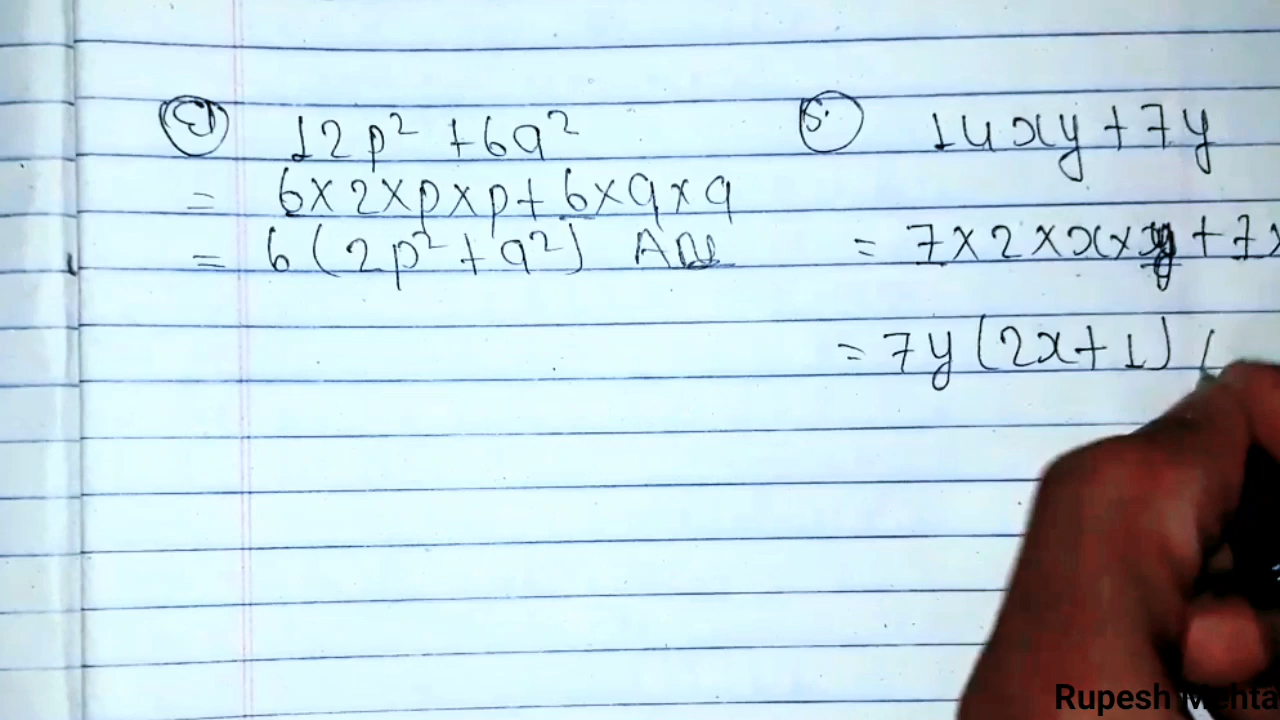 12p² + 6q²
= 6×2×p×p + 6×q×q
= 6(2p² + q²) Ans
5. 14xy + 7y
= 7×2×x×y + 7×
= 7y(2x+1)
Rupesh Mehta